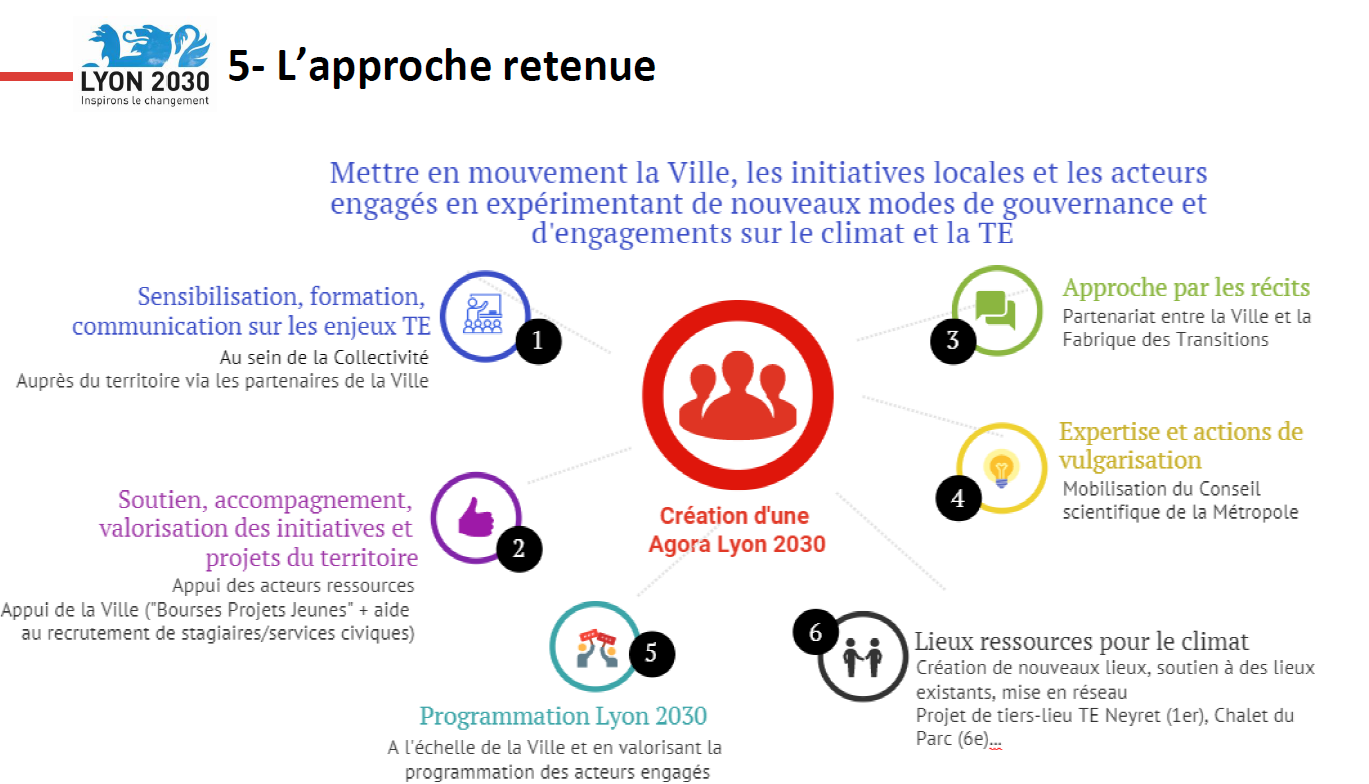 LYON 2030
Inspirons le changement
5- L’approche retenue
Mettre en mouvement la Ville, les initiatives locales et les acteurs
engagés en expérimentant de nouveaux modes de gouvernance et
d'engagements sur le climat et la TE
Sensibilisation, formation,
communication sur les enjeux TE
Au sein de la Collectivité
Auprès du territoire via les partenaires de la Ville
1
Soutien, accompagnement,
valorisation des initiatives et
projets du territoire
Appui des acteurs ressources
Appui de la Ville ("Bourses Projets Jeunes" + aide
au recrutement de stagiaires/services civiques)
2
Création d'une
Agora Lyon 2030
3
Approche par les récits
Partenariat entre la Ville et la
Fabrique des Transitions
4
Expertise et actions de
vulgarisation
Mobilisation du Conseil
scientifique de la Métropole
5
Programmation Lyon 2030
A l'échelle de la Ville et en valorisant la
programmation des acteurs engagés
6
Lieux ressources pour le climat
Création de nouveaux lieux, soutien à des lieux
existants, mise en réseau
Projet de tiers-lieu TE Neyret (1er), Chalet du
Parc (6e)...